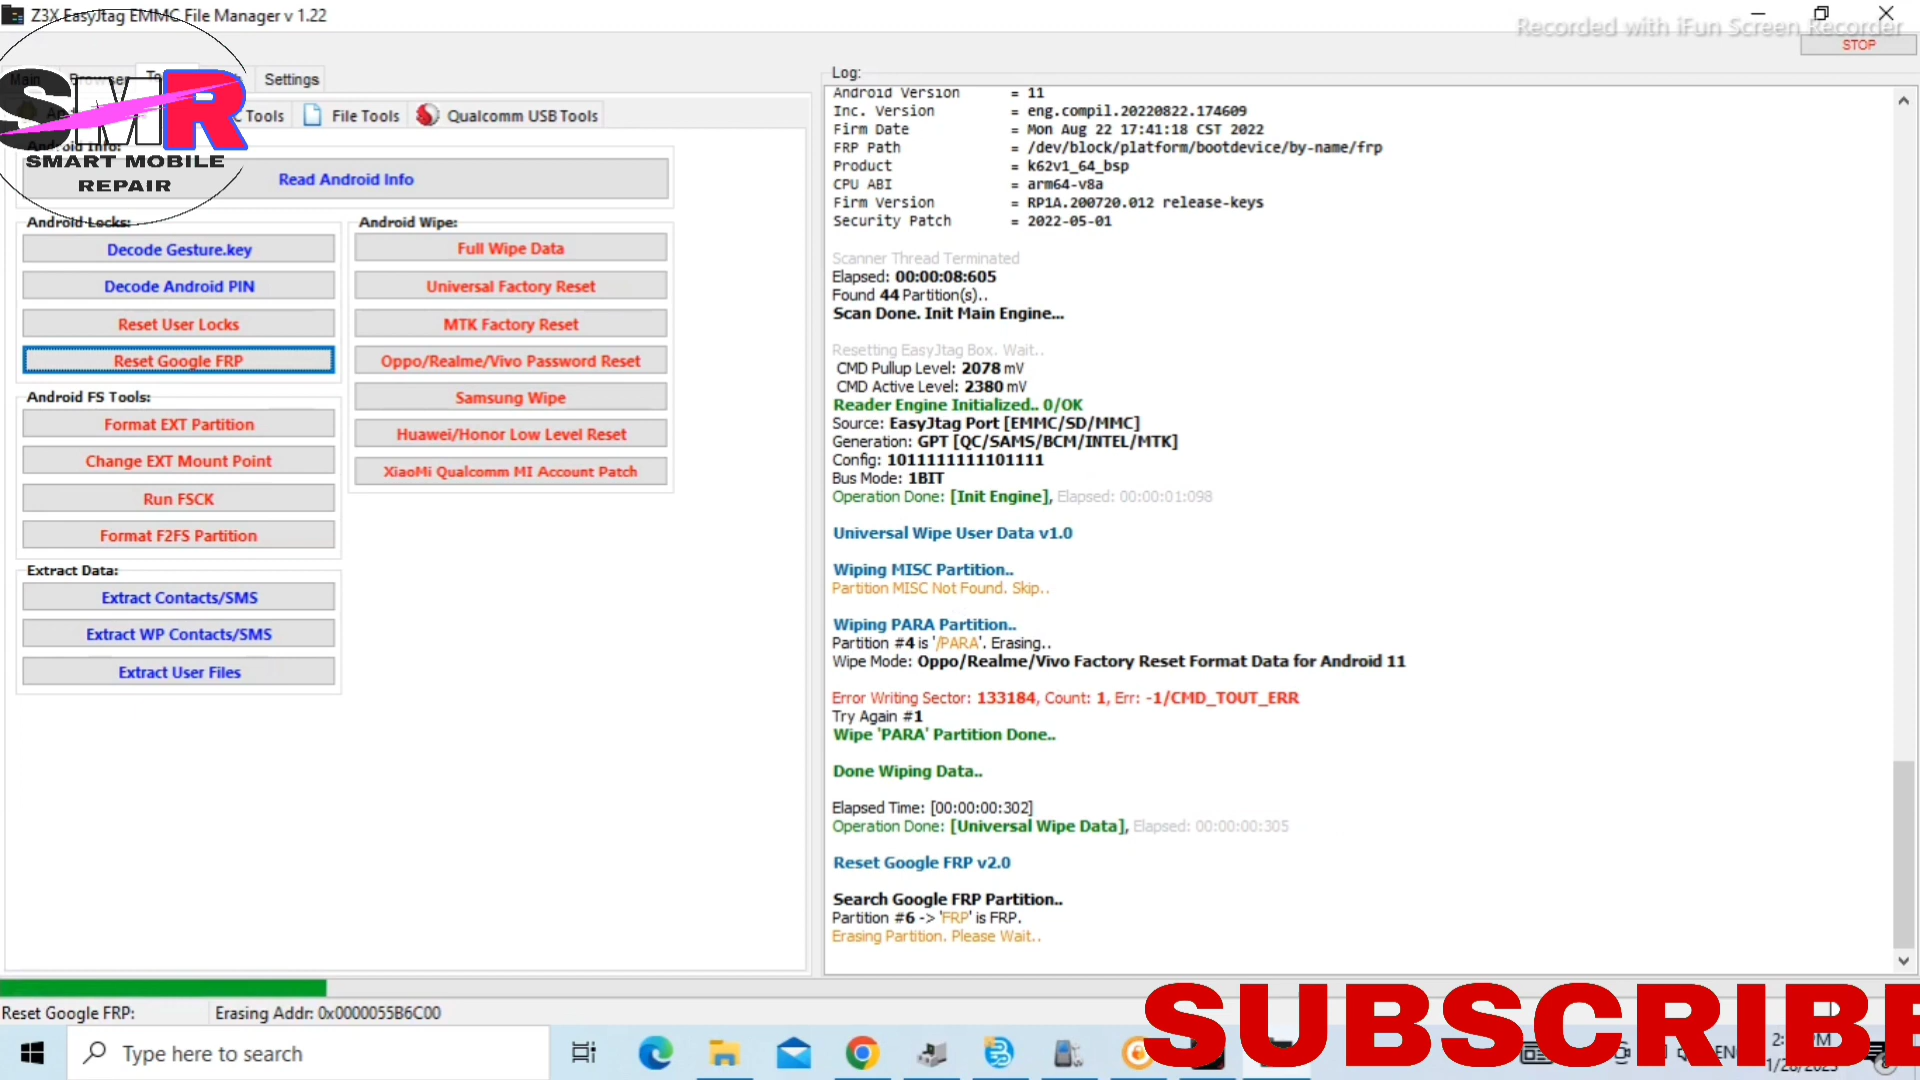 Z3X EasyJtag EMMC File Manager v 1.22
Recorded with iFun Screen Recorder
STOP
Main
Browser
Settings
SMR
SMART MOBILE
REPAIR
Tools
File Tools
Qualcomm USB Tools
Android Info:
Read Android Info
Android Locks:
Decode Gesture.key
Decode Android PIN
Reset User Locks
Reset Google FRP
Android FS Tools:
Format EXT Partition
Change EXT Mount Point
Run FSCK
Format F2FS Partition
Extract Data:
Extract Contacts/SMS
Extract WP Contacts/SMS
Extract User Files
Android Wipe:
Full Wipe Data
Universal Factory Reset
MTK Factory Reset
Oppo/Realme/Vivo Password Reset
Samsung Wipe
Huawei/Honor Low Level Reset
XiaoMi Qualcomm MI Account Patch
Log:
Android Version = 11
Inc. Version = eng.compil.20220822.174609
Firm Date = Mon Aug 22 17:41:18 CST 2022
FRP Path = /dev/block/platform/bootdevice/by-name/frp
Product = k62v1_64_bsp
CPU ABI = arm64-v8a
Firm Version = RP1A.200720.012 release-keys
Security Patch = 2022-05-01
Scanner Thread Terminated
Elapsed: 00:00:08:605
Found 44 Partition(s)..
Scan Done. Init Main Engine...
Resetting EasyJtag Box. Wait..
CMD Pullup Level: 2078 mV
CMD Active Level: 2380 mV
Reader Engine Initialized.. 0/OK
Source: EasyJtag Port [EMMC/SD/MMC]
Generation: GPT [QC/SAMS/BCM/INTEL/MTK]
Config: 1011111111101111
Bus Mode: 1BIT
Operation Done: [Init Engine], Elapsed: 00:00:01:098
Universal Wipe User Data v1.0
Wiping MISC Partition..
Partition MISC Not Found. Skip..
Wiping PARA Partition..
Partition #4 is '/PARA'. Erasing..
Wipe Mode: Oppo/Realme/Vivo Factory Reset Format Data for Android 11
Error Writing Sector: 133184, Count: 1, Err: -1/CMD_TOUT_ERR
Try Again #1
Wipe 'PARA' Partition Done..
Done Wiping Data..
Elapsed Time: [00:00:00:302]
Operation Done: [Universal Wipe Data], Elapsed: 00:00:00:305
Reset Google FRP v2.0
Search Google FRP Partition..
Partition #6 -> 'FRP' is FRP.
Erasing Partition. Please Wait..
Reset Google FRP:
Erasing Addr: 0x0000055B6C00
SUBSCRIBE
Type here to search